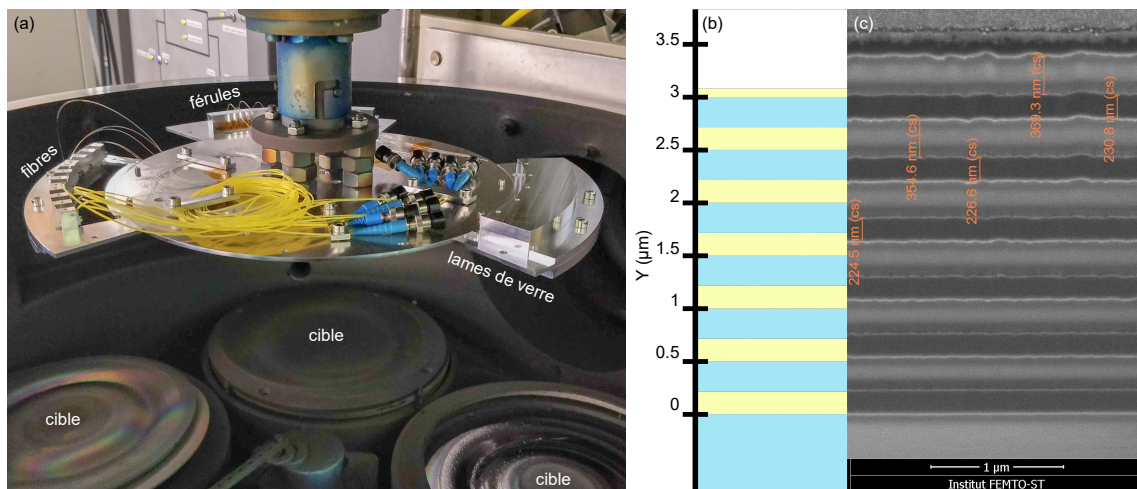 (a)
férules
fibres
lames de verre
cible
cible
cible
(b)
Y (µm)
3.5
3
2.5
2
1.5
1
0.5
0
(c)
369.3 nm (cs)
230.8 nm (cs)
354.6 nm (cs)
226.6 nm (cs)
224.5 nm (cs)
1 µm
Institut FEMTO-ST